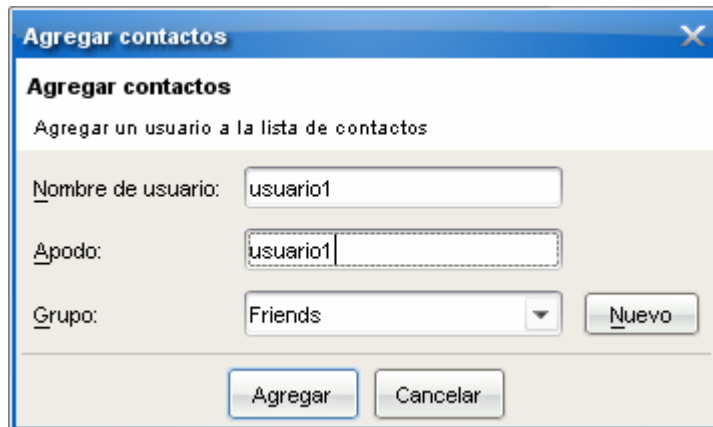 Agregar contactos
Agregar contactos
Agregar un usuario a la lista de contactos
Nombre de usuario: usuario1
Apodo: usuario1
Grupo: Friends Nuevo
Agregar Cancelar